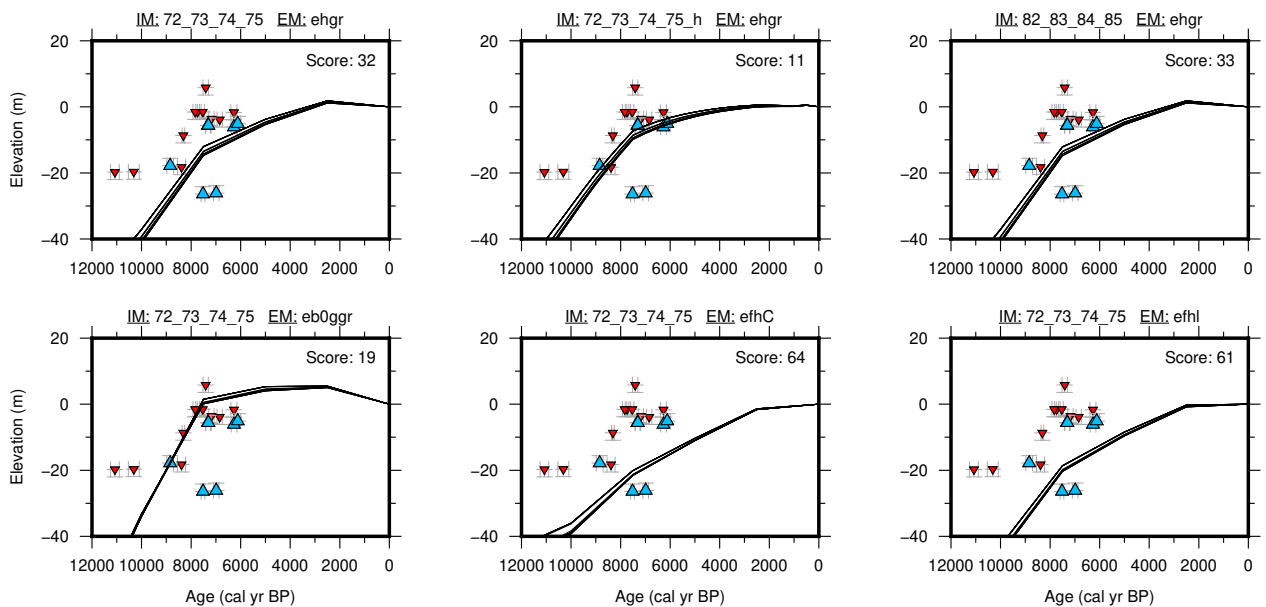 IM: 72_73_74_75 EM: ehgr
IM: 72_73_74_75_h EM: ehgr
IM: 82_83_84_85 EM: ehgr
20
0
−20
−40
Elevation (m)
Score: 32
12000 10000 8000 6000 4000 2000 0
20
0
−20
−40
Score: 11
12000 10000 8000 6000 4000 2000 0
20
0
−20
−40
Score: 33
12000 10000 8000 6000 4000 2000 0
IM: 72_73_74_75 EM: eb0ggr
IM: 72_73_74_75 EM: efhC
IM: 72_73_74_75 EM: efhl
20
0
−20
−40
Elevation (m)
Score: 19
12000 10000 8000 6000 4000 2000 0
Age (cal yr BP)
20
0
−20
−40
Score: 64
12000 10000 8000 6000 4000 2000 0
Age (cal yr BP)
20
0
−20
−40
Score: 61
12000 10000 8000 6000 4000 2000 0
Age (cal yr BP)